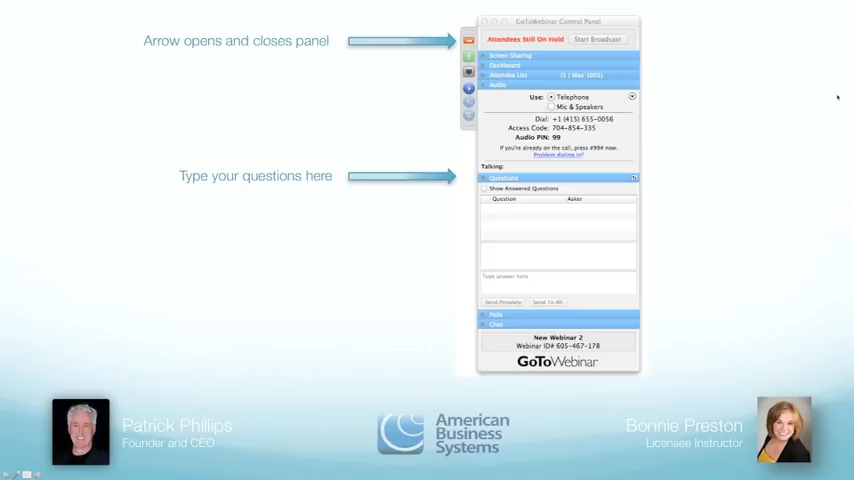 GoToWebinar Control Panel
Arrow opens and closes panel
Attendees Still On Hold
Start Broadcast
Screen Sharing
Dashboard
Attendee List (1 | Max 1001)
Audio
Use: Telephone
Mic & Speakers
Dial: +1 (415) 655-0056
Access Code: 704-854-335
Audio PIN: 99
If you're already on the call, press #99# now.
Problem dialing in?
Talking:
Type your questions here
Questions
Show Answered Questions
Question Asker
Type answer here
Send Privately Send To All
Polls
Chat
New Webinar 2
Webinar ID# 605-467-178
GoToWebinar
Patrick Phillips
Founder and CEO
American
Business
Systems
Bonnie Preston
Licensee Instructor